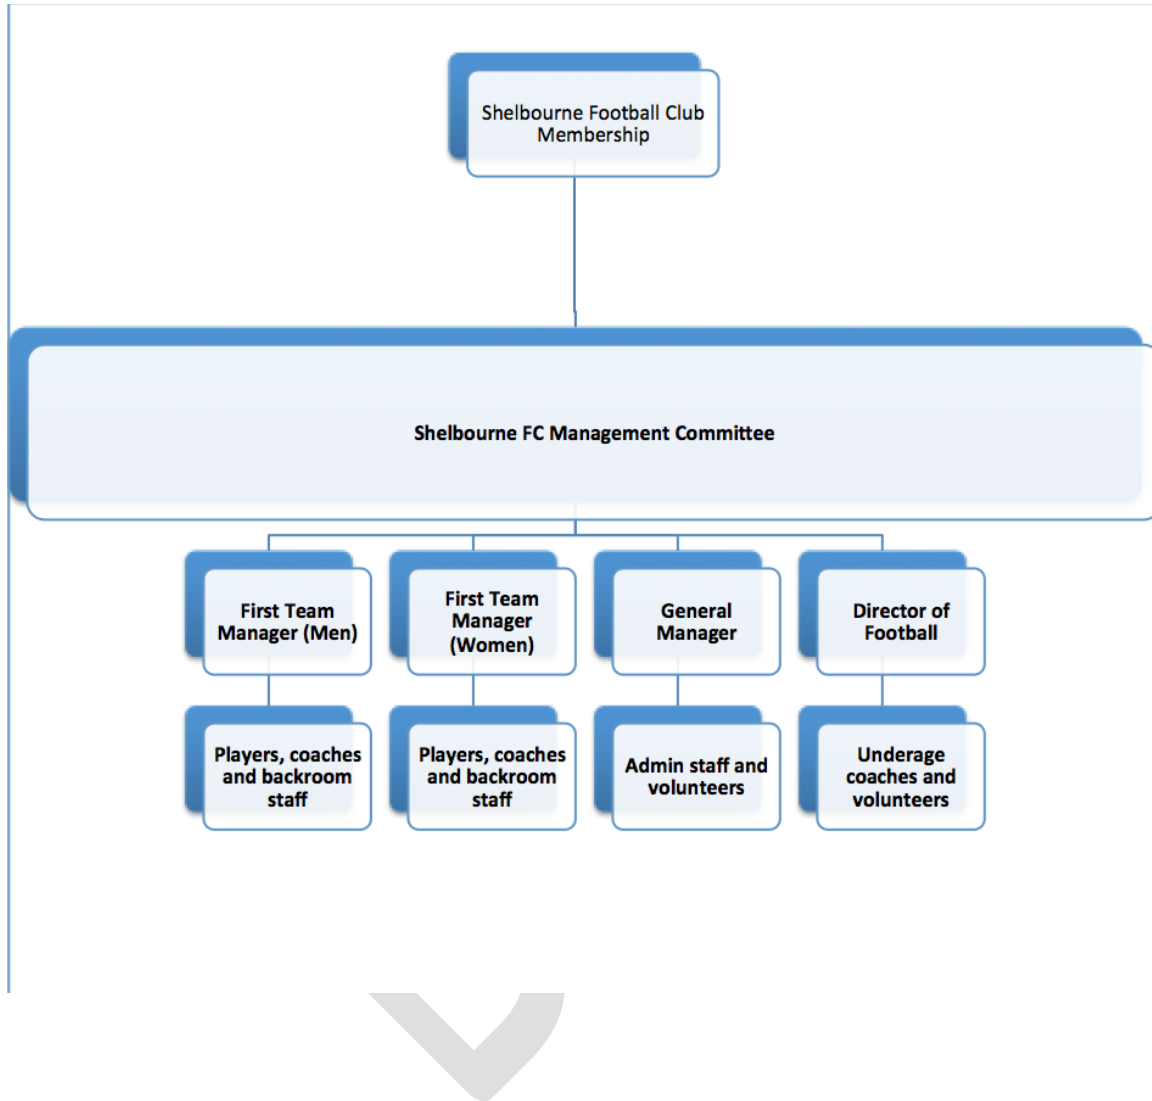 Shelbourne Football Club
Membership
Shelbourne FC Management Committee
First Team
Manager (Men)
First Team
Manager
(Women)
General
Manager
Director of
Football
Players, coaches
and backroom
staff
Players, coaches
and backroom
staff
Admin staff and
volunteers
Underage
coaches and
volunteers